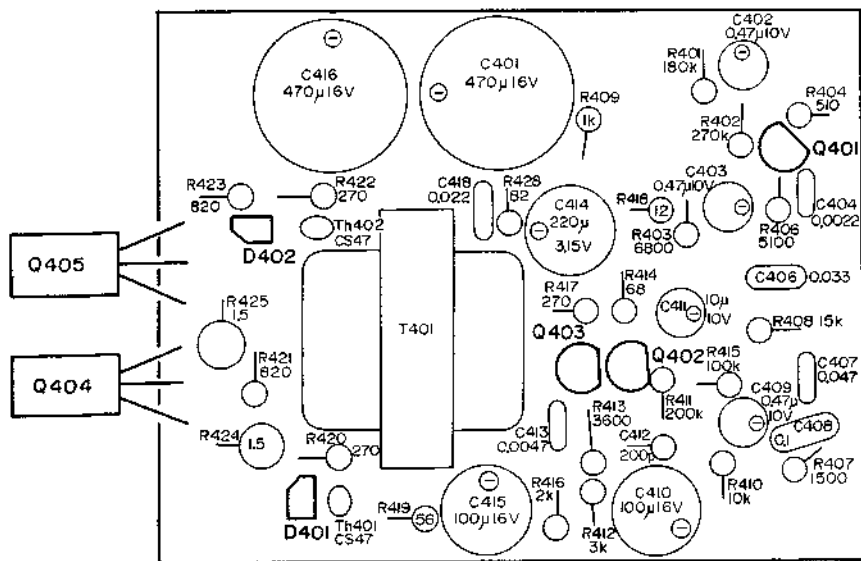 C402
0.47µ10V
C416
470µ16V
C401
470µ16V
R401
180k
R409
1k
R404
510
R402
270k
Q401
R423
820
R422
270
C418
0.022
R428
82
C414
220µ
3.15V
R418
12
0.47µ10V
C403
R403
6800
C404
0.0022
R406
5100
Th402
CS47
D402
Q405
C406
0.033
R425
1.5
T401
R417
270
R414
68
C411
10µ
10V
R408 15k
Q403
Q402
R421
820
R415
100k
C407
0.047
Q404
R411
200k
C409
0.47µ
10V
R413
3600
R424
1.5
R420
270
C413
0.0047
C412
200p
C408
0.1
R407
1500
R410
10k
D401
Th401
CS47
R419
56
C415
100µ16V
R416
2k
C410
100µ16V
R412
3k